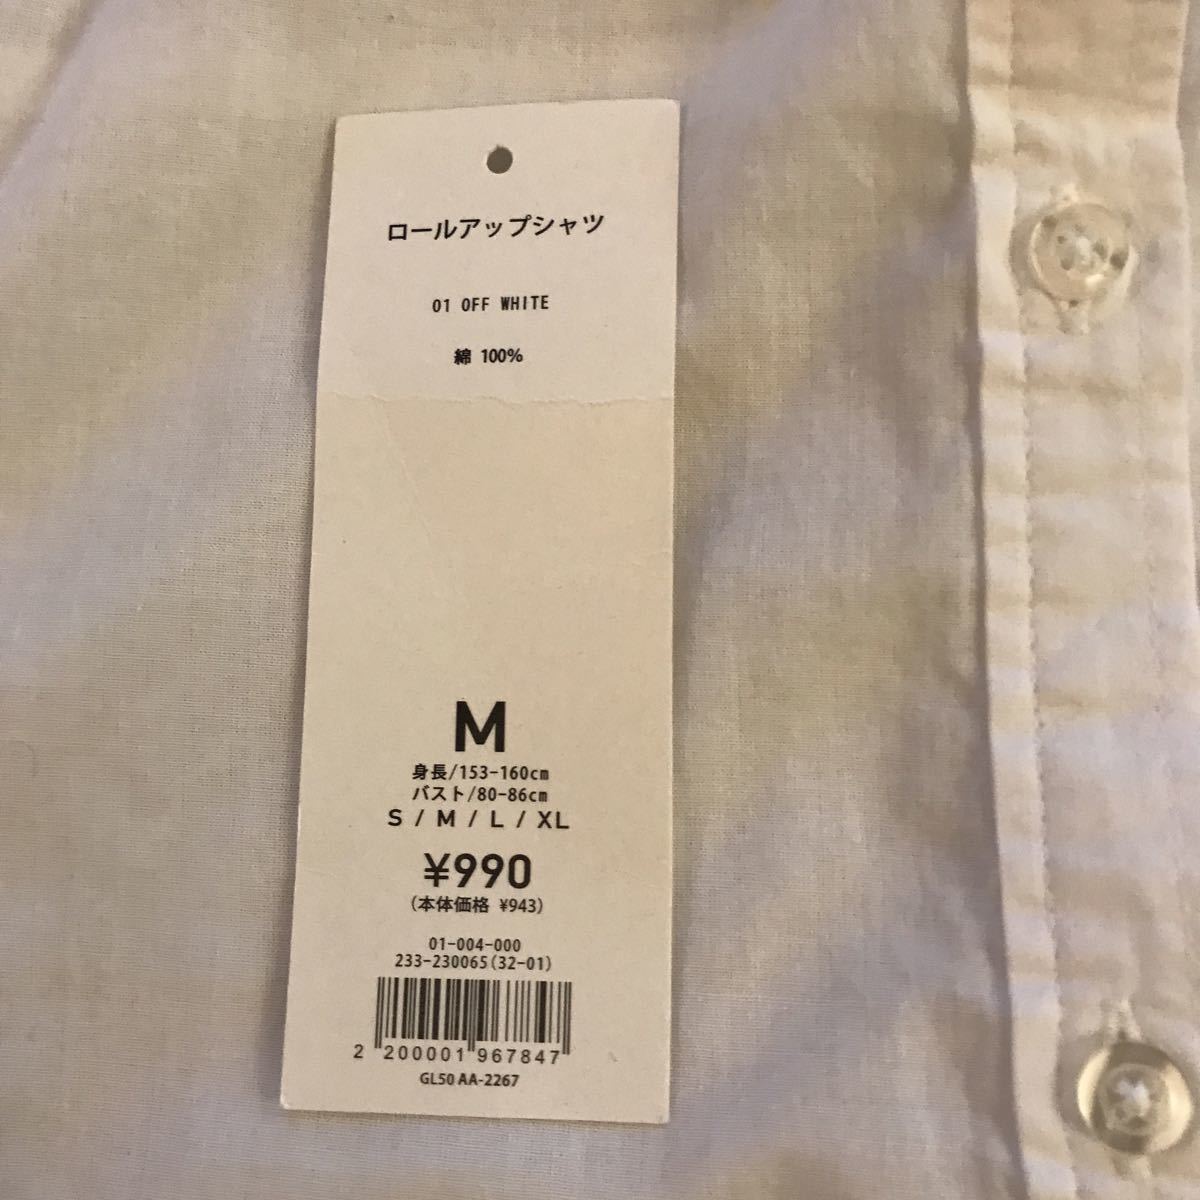 ロールアップシャツ
01 OFF WHITE
綿 100%
M
身長/153-160cm
バスト/80-86cm
S / M / L / XL
¥990
(本体価格 ¥943)
01-004-000
233-230065(32-01)
2 200001 967847
GL50 AA-2267